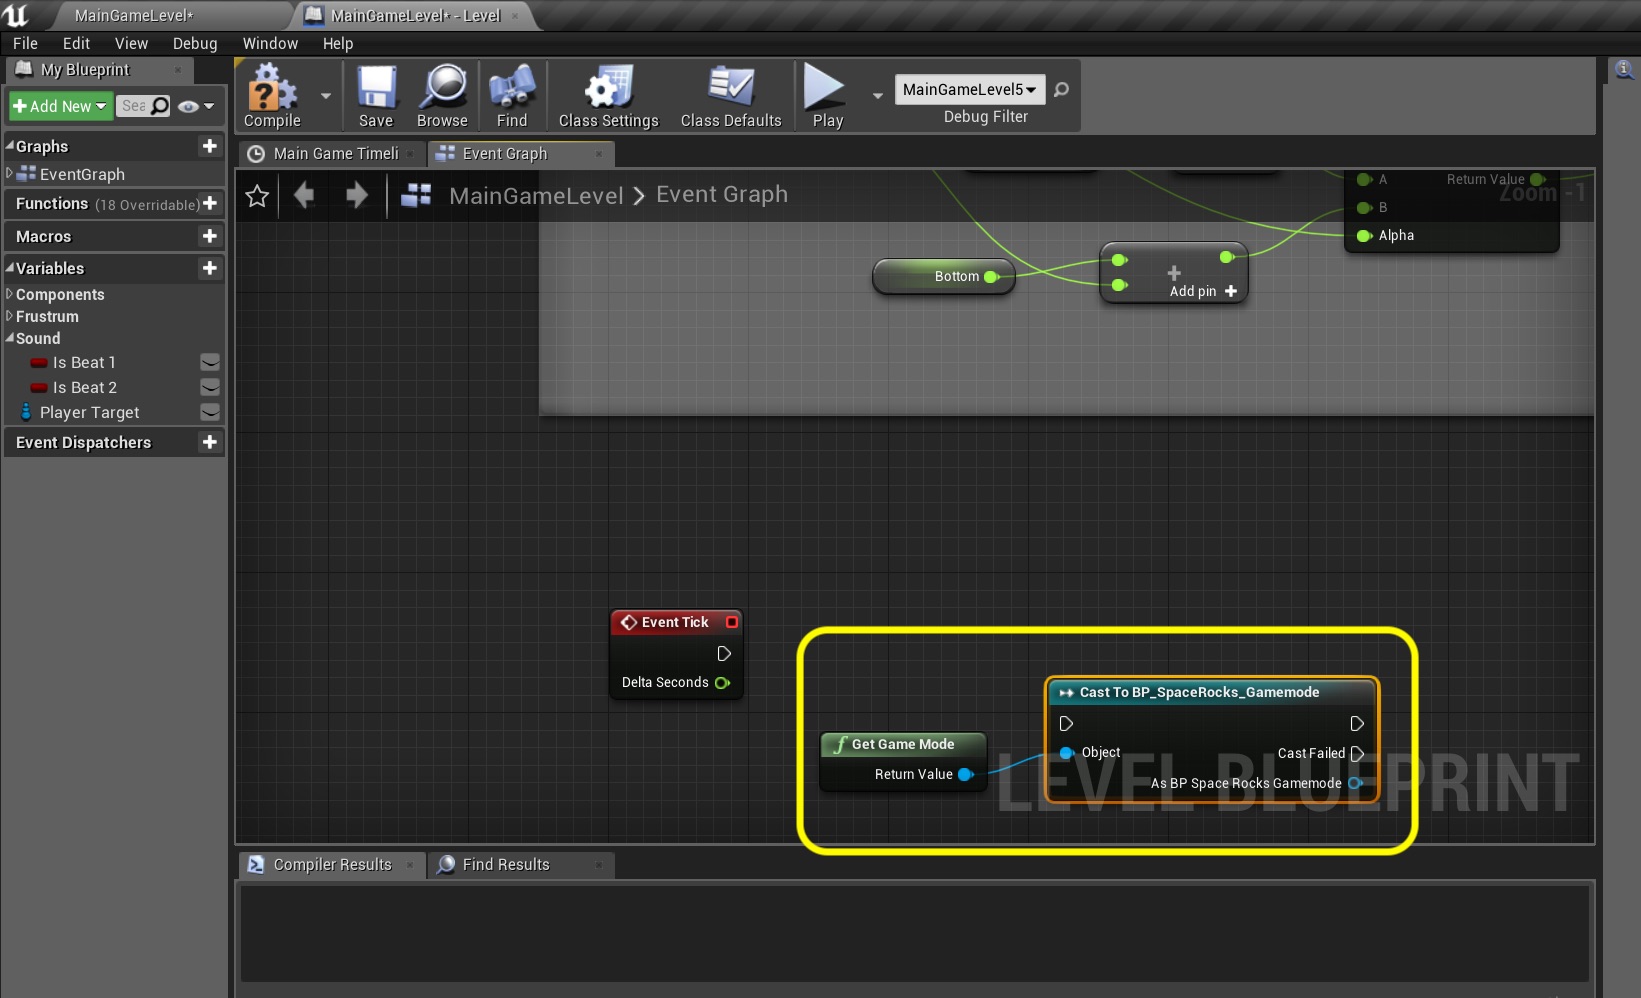 MainGameLevel*
MainGameLevel* - Level
File Edit View Debug Window Help
My Blueprint
Add New
Sea
Graphs
EventGraph
Functions (18 Overridable)
Macros
Variables
Components
Frustrum
Sound
Is Beat 1
Is Beat 2
Player Target
Event Dispatchers
Compile
Save
Browse
Find
Class Settings
Class Defaults
Play
MainGameLevel5
Debug Filter
Main Game Timeli
Event Graph
MainGameLevel > Event Graph
Zoom -1
A
Return Value
B
Alpha
Bottom
Add pin
Event Tick
Delta Seconds
Get Game Mode
Return Value
Cast To BP_SpaceRocks_Gamemode
Object
Cast Failed
As BP Space Rocks Gamemode
LEVEL BLUEPRINT
Compiler Results
Find Results